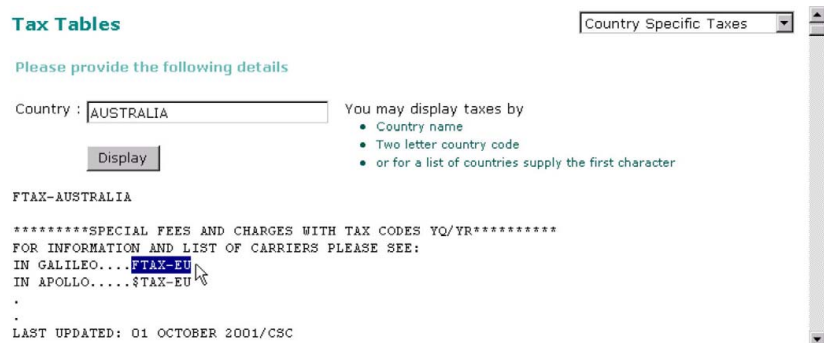 Tax Tables
Country Specific Taxes
Please provide the following details
Country : AUSTRALIA
You may display taxes by
• Country name
• Two letter country code
• or for a list of countries supply the first character
Display
FTAX-AUSTRALIA
*********SPECIAL FEES AND CHARGES WITH TAX CODES YQ/YR**********
FOR INFORMATION AND LIST OF CARRIERS PLEASE SEE:
IN GALILEO....FTAX-EU
IN APOLLO.....$TAX-EU
.
.
LAST UPDATED: 01 OCTOBER 2001/CSC